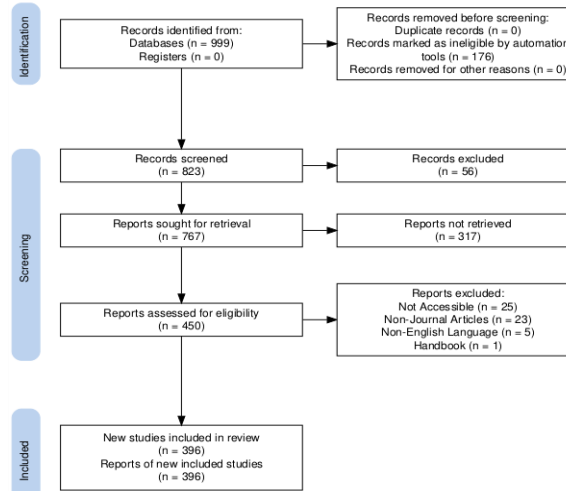 Identification
Records identified from:
Databases (n = 999)
Registers (n = 0)
Records removed before screening:
Duplicate records (n = 0)
Records marked as ineligible by automation
tools (n = 176)
Records removed for other reasons (n = 0)
Screening
Records screened
(n = 823)
Records excluded
(n = 56)
Reports sought for retrieval
(n = 767)
Reports not retrieved
(n = 317)
Reports assessed for eligibility
(n = 450)
Reports excluded:
Not Accessible (n = 25)
Non-Journal Articles (n = 23)
Non-English Language (n = 5)
Handbook (n = 1)
Included
New studies included in review
(n = 396)
Reports of new included studies
(n = 396)